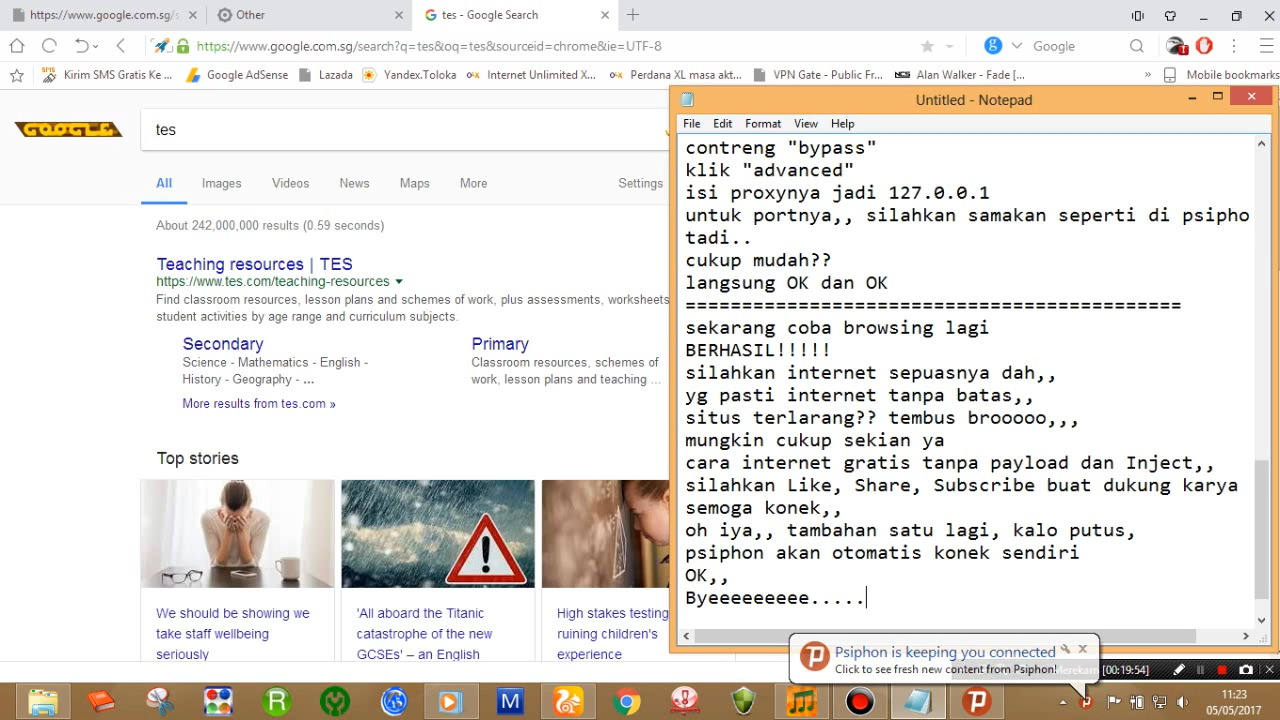 https://www.google.com.sg/s
Other
tes - Google Search
https://www.google.com.sg/search?q=tes&oq=tes&sourceid=chrome&ie=UTF-8
Google
Kirim SMS Gratis Ke ...
Google AdSense
Lazada
Yandex.Toloka
Internet Unlimited X...
Perdana XL masa akt...
VPN Gate - Public Fr...
Alan Walker - Fade [...
»
Mobile bookmarks
GOOGLE
tes
All
Images
Videos
News
Maps
More
Settings
About 242,000,000 results (0.59 seconds)
Teaching resources | TES
https://www.tes.com/teaching-resources
Find classroom resources, lesson plans and schemes of work, plus assessments, worksheets
student activities by age range and curriculum subjects.
Secondary
Science - Mathematics - English -
History - Geography - ...
Primary
Classroom resources, schemes of
work, lesson plans and teaching ...
More results from tes.com »
Top stories
We should be showing we
take staff wellbeing
seriously
'All aboard the Titanic
catastrophe of the new
GCSEs' – an English
High stakes testing
ruining children's
experience
Untitled - Notepad
File
Edit
Format
View
Help
contreng "bypass"
klik "advanced"
isi proxynya jadi 127.0.0.1
untuk portnya,, silahkan samakan seperti di psipho
tadi..
cukup mudah??
langsung OK dan OK
============================================
sekarang coba browsing lagi
BERHASIL!!!!!
silahkan internet sepuasnya dah,,
yg pasti internet tanpa batas,,
situs terlarang?? tembus brooooo,,,
mungkin cukup sekian ya
cara internet gratis tanpa payload dan Inject,,
silahkan Like, Share, Subscribe buat dukung karya
semoga konek,,
oh iya,, tambahan satu lagi, kalo putus,
psiphon akan otomatis konek sendiri
OK,,
Byeeeeeeeee.....
Psiphon is keeping you connected
Click to see fresh new content from Psiphon!
Merekam
[00:19:54]
11:23
05/05/2017